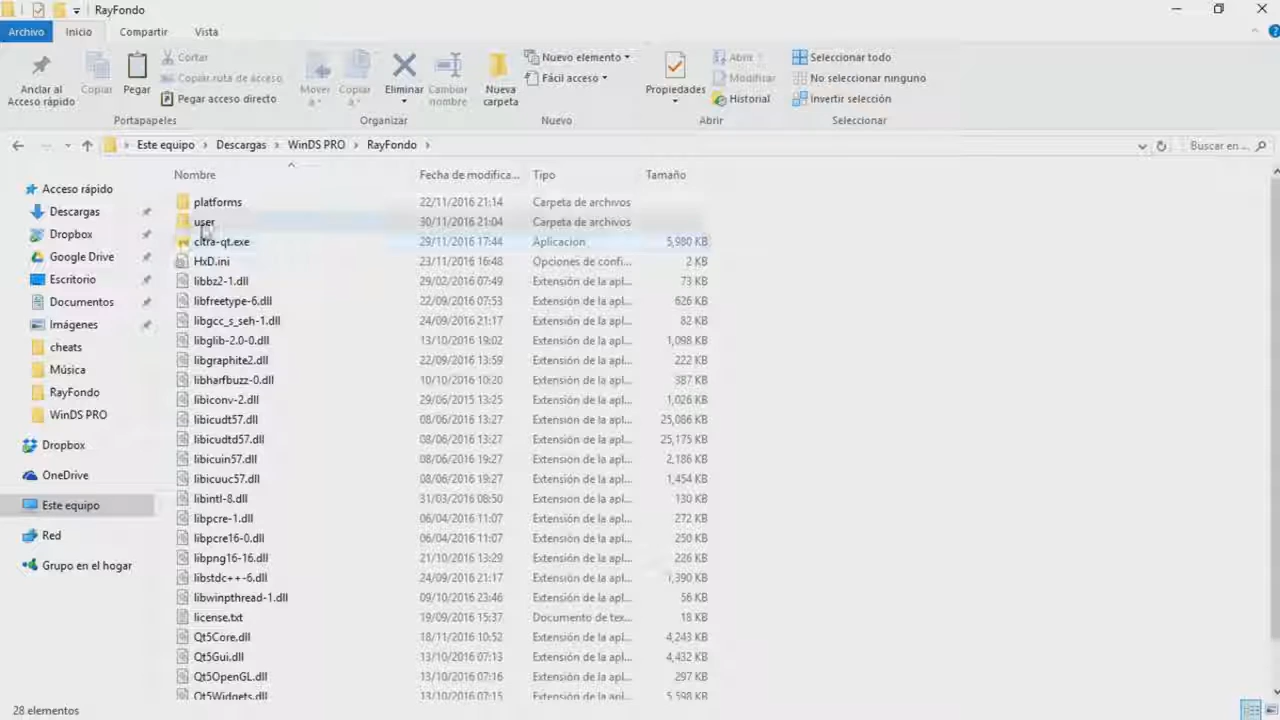 RayFondo
Archivo Inicio Compartir Vista
Anclar al Acceso rápido
Copiar
Pegar
Cortar
Copiar ruta de acceso
Pegar acceso directo
Portapapeles
Mover a
Copiar a
Eliminar
Cambiar nombre
Organizar
Nueva carpeta
Nuevo elemento
Fácil acceso
Nuevo
Propiedades
Abrir
Modificar
Historial
Abrir
Seleccionar todo
No seleccionar ninguno
Invertir selección
Seleccionar
Este equipo > Descargas > WinDS PRO > RayFondo >
Buscar en ...
Acceso rápido
Descargas
Dropbox
Google Drive
Escritorio
Documentos
Imágenes
cheats
Música
RayFondo
WinDS PRO
Dropbox
OneDrive
Este equipo
Red
Grupo en el hogar
Nombre Fecha de modifica... Tipo Tamaño
platforms 22/11/2016 21:14 Carpeta de archivos
user 30/11/2016 21:04 Carpeta de archivos
citra-qt.exe 29/11/2016 17:44 Aplicación 5,980 KB
HxD.ini 23/11/2016 16:48 Opciones de confi... 2 KB
libbz2-1.dll 29/02/2016 07:49 Extensión de la apl... 73 KB
libfreetype-6.dll 22/09/2016 07:53 Extensión de la apl... 626 KB
libgcc_s_seh-1.dll 24/09/2016 21:17 Extensión de la apl... 82 KB
libglib-2.0-0.dll 13/10/2016 19:02 Extensión de la apl... 1,098 KB
libgraphite2.dll 22/09/2016 13:59 Extensión de la apl... 222 KB
libharfbuzz-0.dll 10/10/2016 10:20 Extensión de la apl... 387 KB
libiconv-2.dll 29/06/2015 13:25 Extensión de la apl... 1,026 KB
libicudt57.dll 08/06/2016 13:27 Extensión de la apl... 25,086 KB
libicudtd57.dll 08/06/2016 13:27 Extensión de la apl... 25,175 KB
libicuin57.dll 08/06/2016 19:27 Extensión de la apl... 2,186 KB
libicuuc57.dll 08/06/2016 19:27 Extensión de la apl... 1,454 KB
libintl-8.dll 31/03/2016 08:50 Extensión de la apl... 130 KB
libpcre-1.dll 06/04/2016 11:07 Extensión de la apl... 272 KB
libpcre16-0.dll 06/04/2016 11:07 Extensión de la apl... 250 KB
libpng16-16.dll 21/10/2016 13:29 Extensión de la apl... 226 KB
libstdc++-6.dll 24/09/2016 21:17 Extensión de la apl... 1,390 KB
libwinpthread-1.dll 09/10/2016 23:46 Extensión de la apl... 56 KB
license.txt 19/09/2016 15:37 Documento de tex... 18 KB
Qt5Core.dll 18/11/2016 10:52 Extensión de la apl... 4,243 KB
Qt5Gui.dll 13/10/2016 07:13 Extensión de la apl... 4,432 KB
Qt5OpenGL.dll 13/10/2016 07:16 Extensión de la apl... 297 KB
Qt5Widgets.dll 13/10/2016 07:15 Extensión de la apl... 5,598 KB
28 elementos